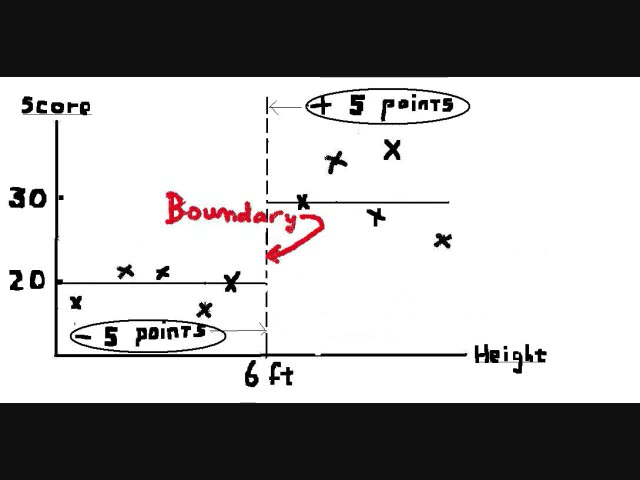 Score
+ 5 points
30
Boundary
20
- 5 points
Height
6 ft